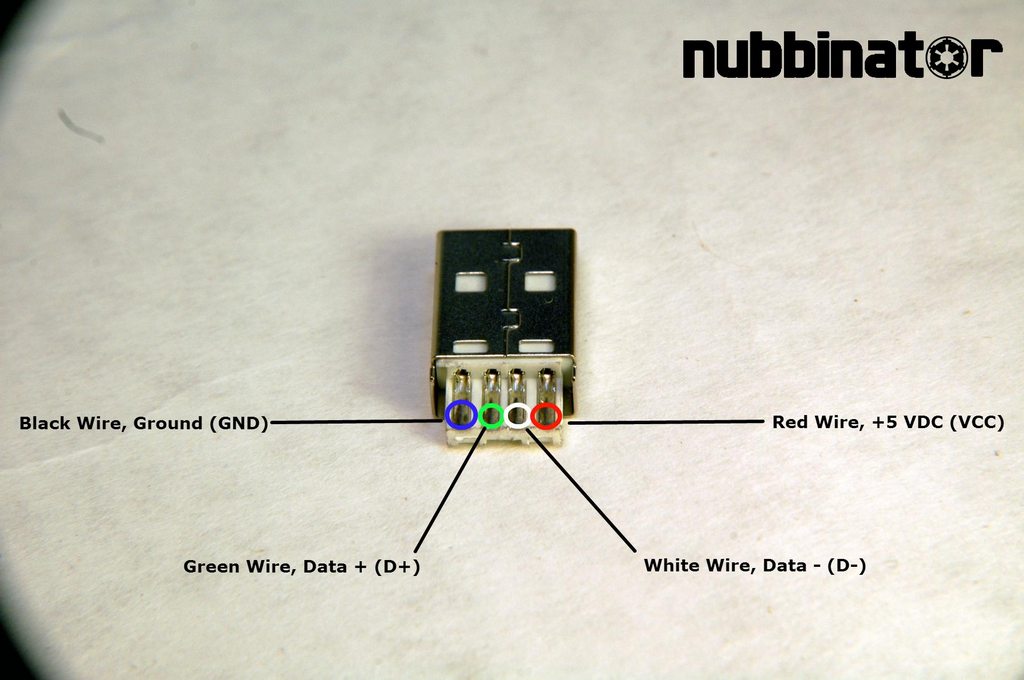 nubbinator
Black Wire, Ground (GND)
Red Wire, +5 VDC (VCC)
Green Wire, Data + (D+)
White Wire, Data - (D-)